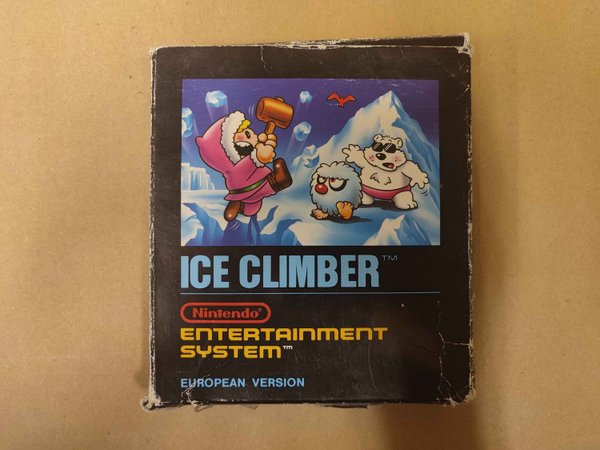 ICE CLIMBER™
Nintendo®
ENTERTAINMENT
SYSTEM™
EUROPEAN VERSION